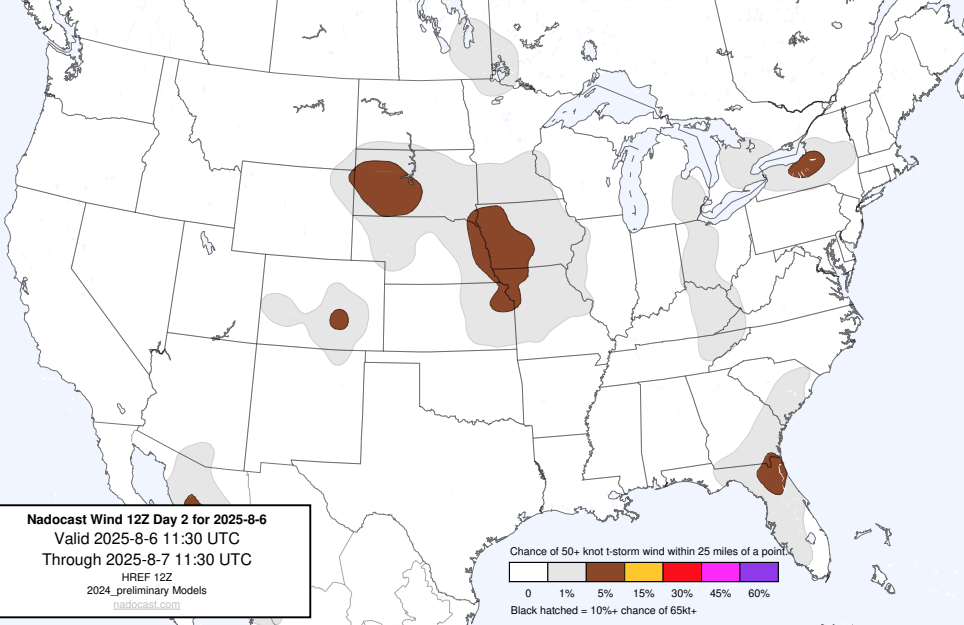 Nadocast Wind 12Z Day 2 for 2025-8-6
Valid 2025-8-6 11:30 UTC
Through 2025-8-7 11:30 UTC
HREF 12Z
2024_preliminary Models
nadocast.com
Chance of 50+ knot t-storm wind within 25 miles of a point.
0 1% 5% 15% 30% 45% 60%
Black hatched = 10%+ chance of 65kt+